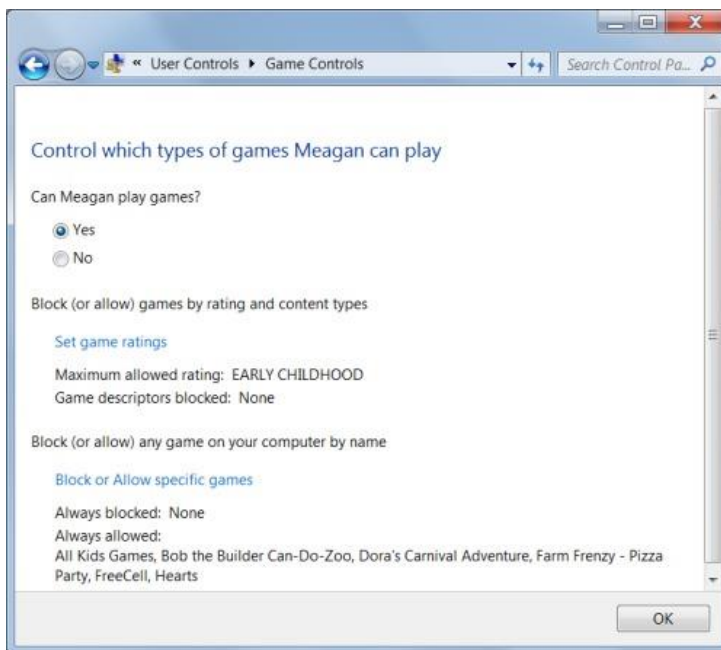 « User Controls ▸ Game Controls
Search Control Pa...
Control which types of games Meagan can play
Can Meagan play games?
Yes
No
Block (or allow) games by rating and content types
Set game ratings
Maximum allowed rating: EARLY CHILDHOOD
Game descriptors blocked: None
Block (or allow) any game on your computer by name
Block or Allow specific games
Always blocked: None
Always allowed:
All Kids Games, Bob the Builder Can-Do-Zoo, Dora's Carnival Adventure, Farm Frenzy - Pizza
Party, FreeCell, Hearts
OK